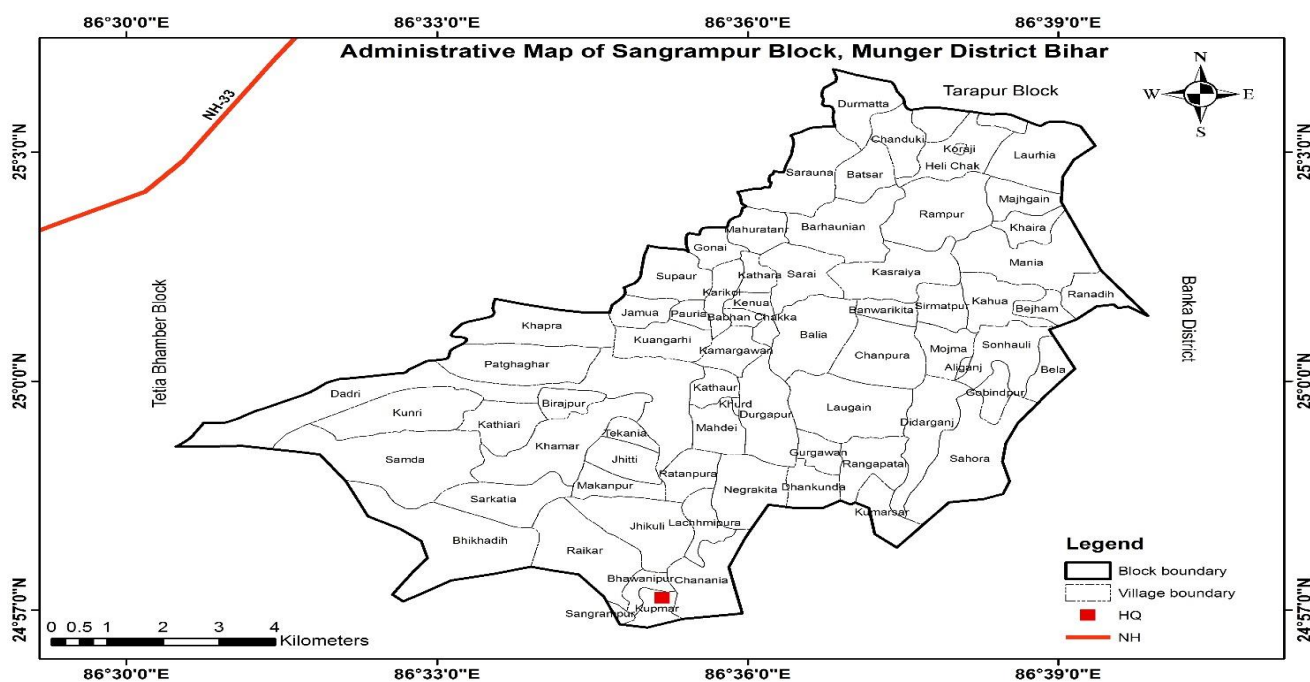 86°30'0"E 86°33'0"E 86°36'0"E 86°39'0"E
Administrative Map of Sangrampur Block, Munger District Bihar
NH-33
N
W E
S
Tarapur Block
Tetia Bhamber Block
Banka District
25°3'0"N
25°0'0"N
24°57'0"N
25°3'0"N
25°0'0"N
24°57'0"N
Durmatta
Chanduki
Koraji
Laurhia
Heli Chak
Sarauna
Batsar
Majhgain
Rampur
Mahuratan
Barhaunian
Khaira
Gonai
Mania
Supaur
Kathara
Sarai
Kasraiya
Karikol
Ranadih
Kenua
Kahua
Jamua
Pauria
Babhan Chakka
Banwarikita
Sirmatpur
Bejham
Khapra
Kuangarhi
Balia
Sonhauli
Kamargawan
Chanpura
Mojma
Patghaghar
Aliganj
Bela
Dadri
Kathaur
Gobindpur
Birajpur
Khurd
Kunri
Durgapur
Laugain
Kathiari
Mahdei
Didarganj
Tekania
Khamar
Gurgawan
Samda
Jhitti
Rangapatal
Sahora
Ratanpura
Makanpur
Negrakita
Dhankunda
Sarkatia
Kumarsar
Jhikuli
Lachhmipura
Bhikhadih
Raikar
Bhawanipur
Chanania
Kupmar
Sangrampur
Legend
Block boundary
Village boundary
HQ
NH
0 0.5 1 2 3 4
Kilometers
86°30'0"E 86°33'0"E 86°36'0"E 86°39'0"E